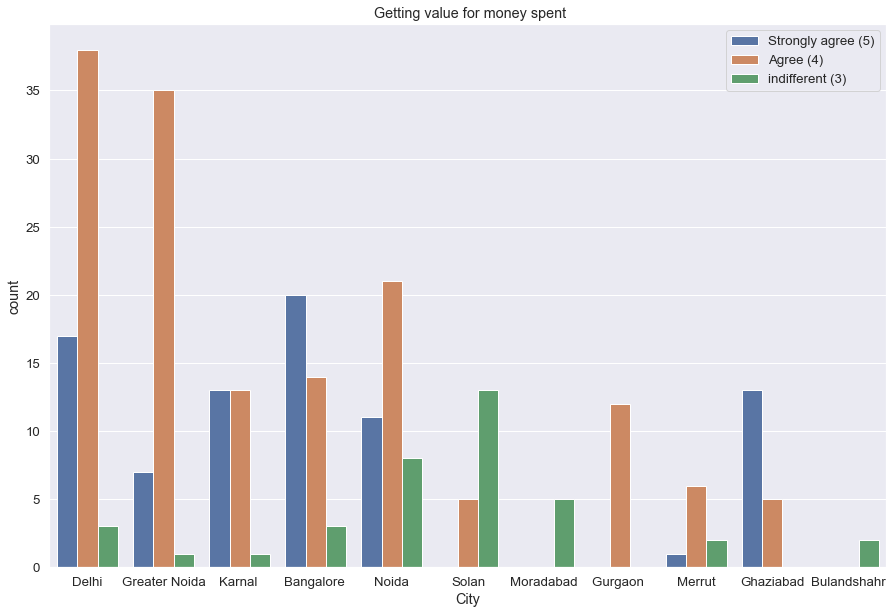 Getting value for money spent
Strongly agree (5)
Agree (4)
indifferent (3)
35
30
25
20
15
10
5
0
count
Delhi Greater Noida Karnal Bangalore Noida Solan Moradabad Gurgaon Merrut Ghaziabad Bulandshahr
City